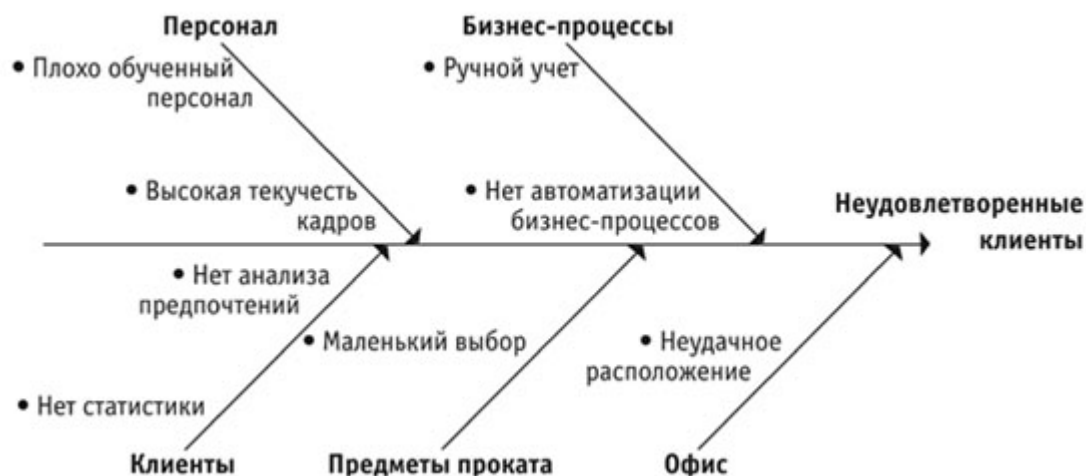 Персонал
Бизнес-процессы
• Плохо обученный
персонал
• Ручной учет
• Высокая текучесть
кадров
• Нет автоматизации
бизнес-процессов
Неудовлетворенные
клиенты
• Нет анализа
предпочтений
• Маленький выбор
• Неудачное
расположение
• Нет статистики
Клиенты
Предметы проката
Офис